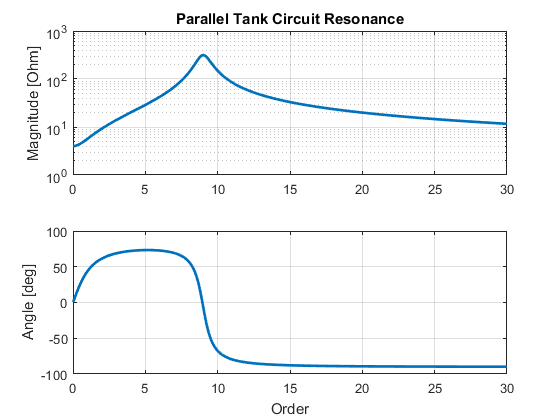 Parallel Tank Circuit Resonance
Magnitude [Ohm]
10^3
10^2
10^1
10^0
0 5 10 15 20 25 30
Angle [deg]
100
50
0
-50
-100
0 5 10 15 20 25 30
Order